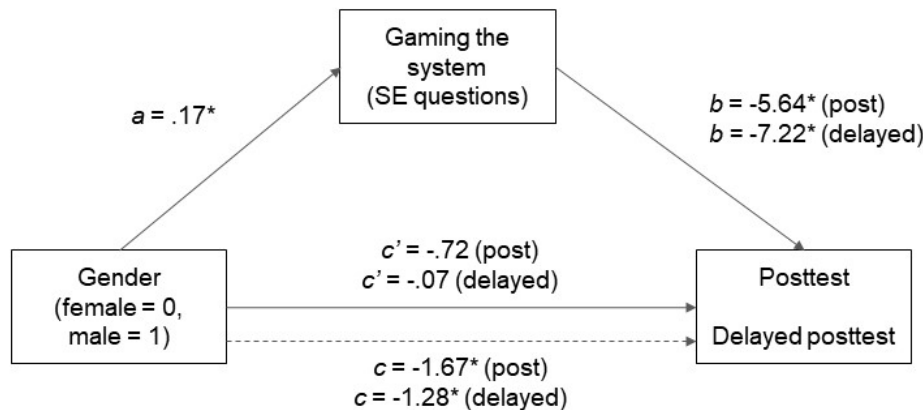 Gaming the
system
(SE questions)
a = .17*
b = -5.64* (post)
b = -7.22* (delayed)
Gender
(female = 0,
male = 1)
c’ = -.72 (post)
c’ = -.07 (delayed)
Posttest
Delayed posttest
c = -1.67* (post)
c = -1.28* (delayed)